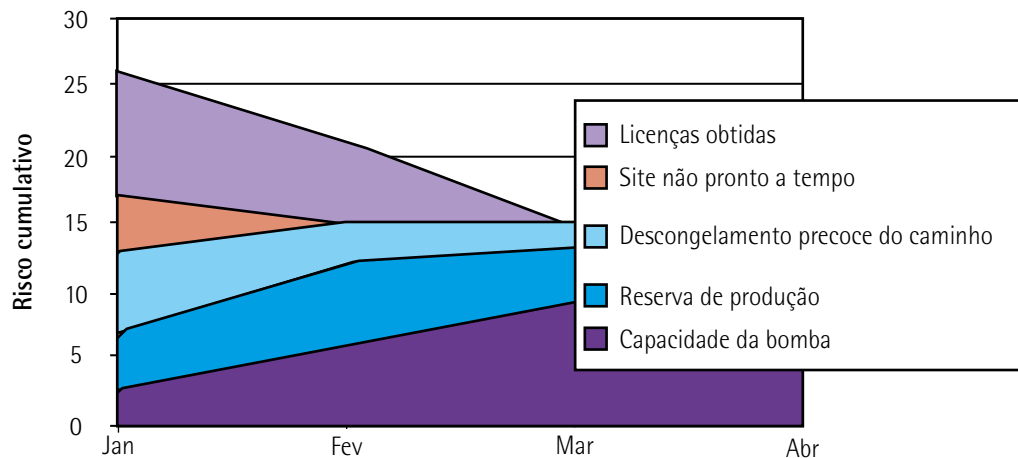 30
25
20
15
10
5
0
Risco cumulativo
Jan
Fev
Mar
Abr
Licenças obtidas
Site não pronto a tempo
Descongelamento precoce do caminho
Reserva de produção
Capacidade da bomba